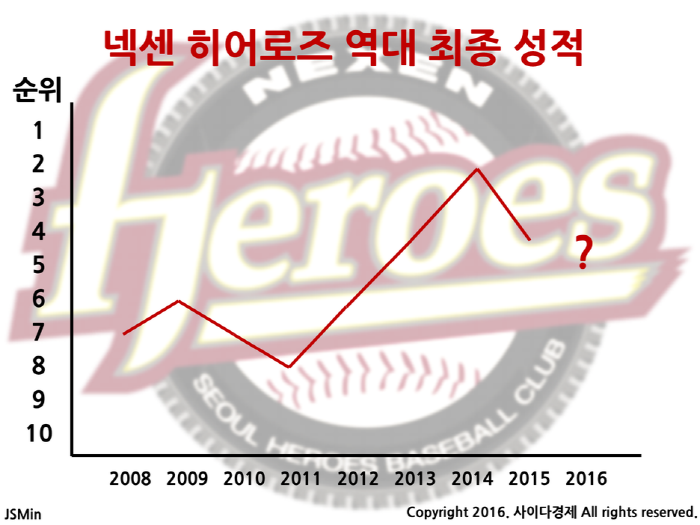 넥센 히어로즈 역대 최종 성적
순위
NEXEN
Heroes
SEOUL HEROES BASEBALL CLUB
1
2
3
4
5
6
7
8
9
10
?
2008 2009 2010 2011 2012 2013 2014 2015 2016
JSMin
Copyright 2016. 사이다경제 All rights reserved.